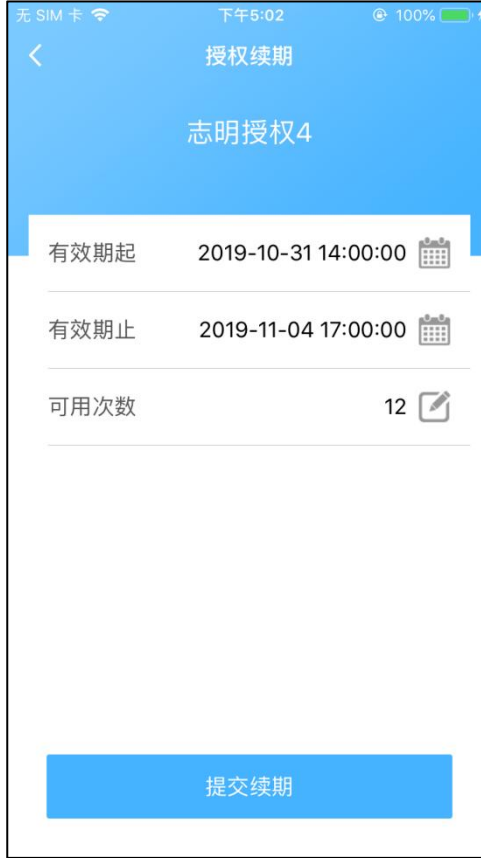 无 SIM 卡 下午5:02 100%
授权续期
志明授权4
有效期起 2019-10-31 14:00:00
有效期止 2019-11-04 17:00:00
可用次数 12
提交续期